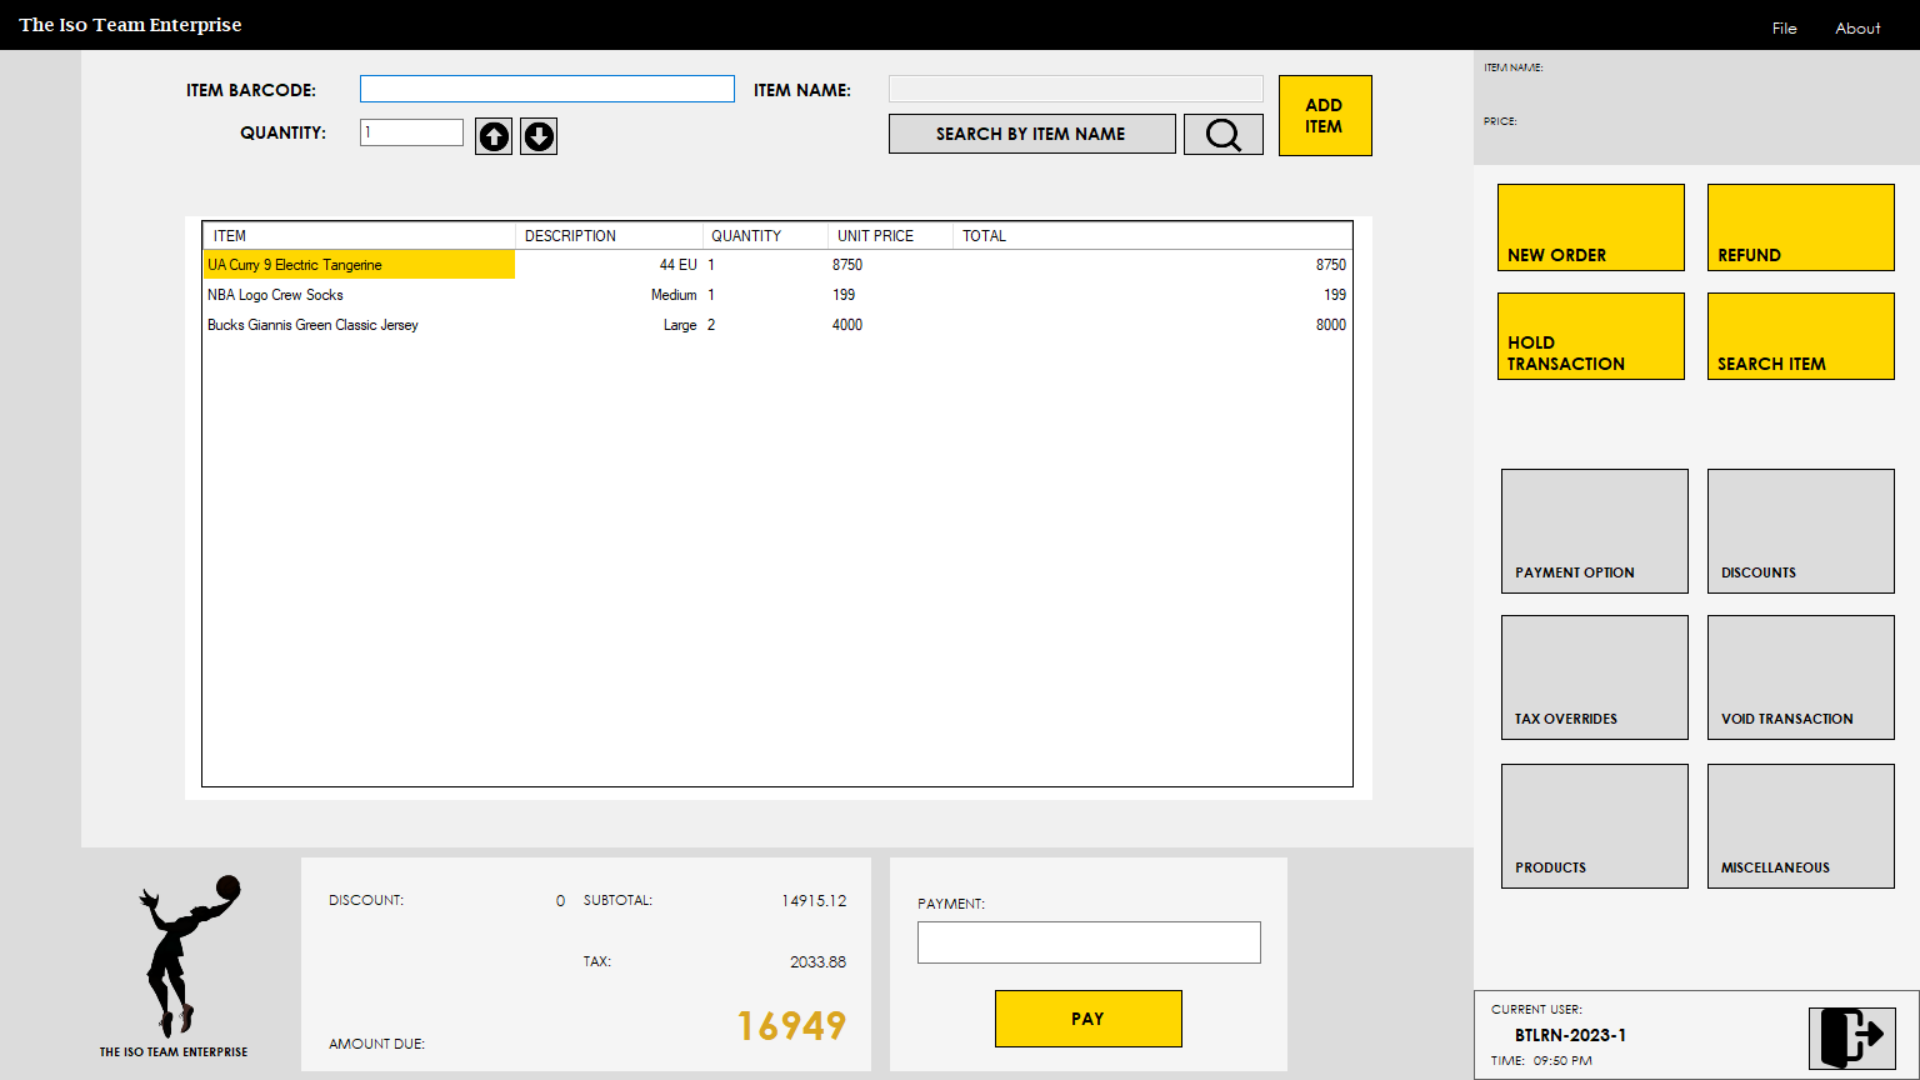 The Iso Team Enterprise
File About
ITEM BARCODE: ITEM NAME:
QUANTITY: 1
SEARCH BY ITEM NAME
ADD
ITEM
ITEM NAME:
PRICE:
ITEM DESCRIPTION QUANTITY UNIT PRICE TOTAL
UA Curry 9 Electric Tangerine 44 EU 1 8750 8750
NBA Logo Crew Socks Medium 1 199 199
Bucks Giannis Green Classic Jersey Large 2 4000 8000
NEW ORDER
REFUND
HOLD
TRANSACTION
SEARCH ITEM
PAYMENT OPTION
DISCOUNTS
TAX OVERRIDES
VOID TRANSACTION
PRODUCTS
MISCELLANEOUS
THE ISO TEAM ENTERPRISE
DISCOUNT: 0 SUBTOTAL: 14915.12
TAX: 2033.88
AMOUNT DUE: 16949
PAYMENT:
PAY
CURRENT USER:
BTLRN-2023-1
TIME: 09:50 PM